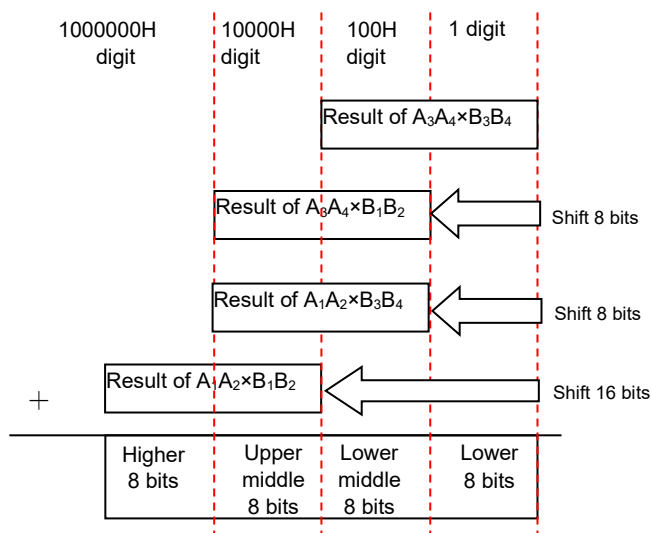 1000000H
digit
10000H
digit
100H
digit
1 digit
Result of A₃A₄×B₃B₄
Result of A₃A₄×B₁B₂
Shift 8 bits
Result of A₁A₂×B₃B₄
Shift 8 bits
Result of A₁A₂×B₁B₂
Shift 16 bits
+
Higher
8 bits
Upper
middle
8 bits
Lower
middle
8 bits
Lower
8 bits